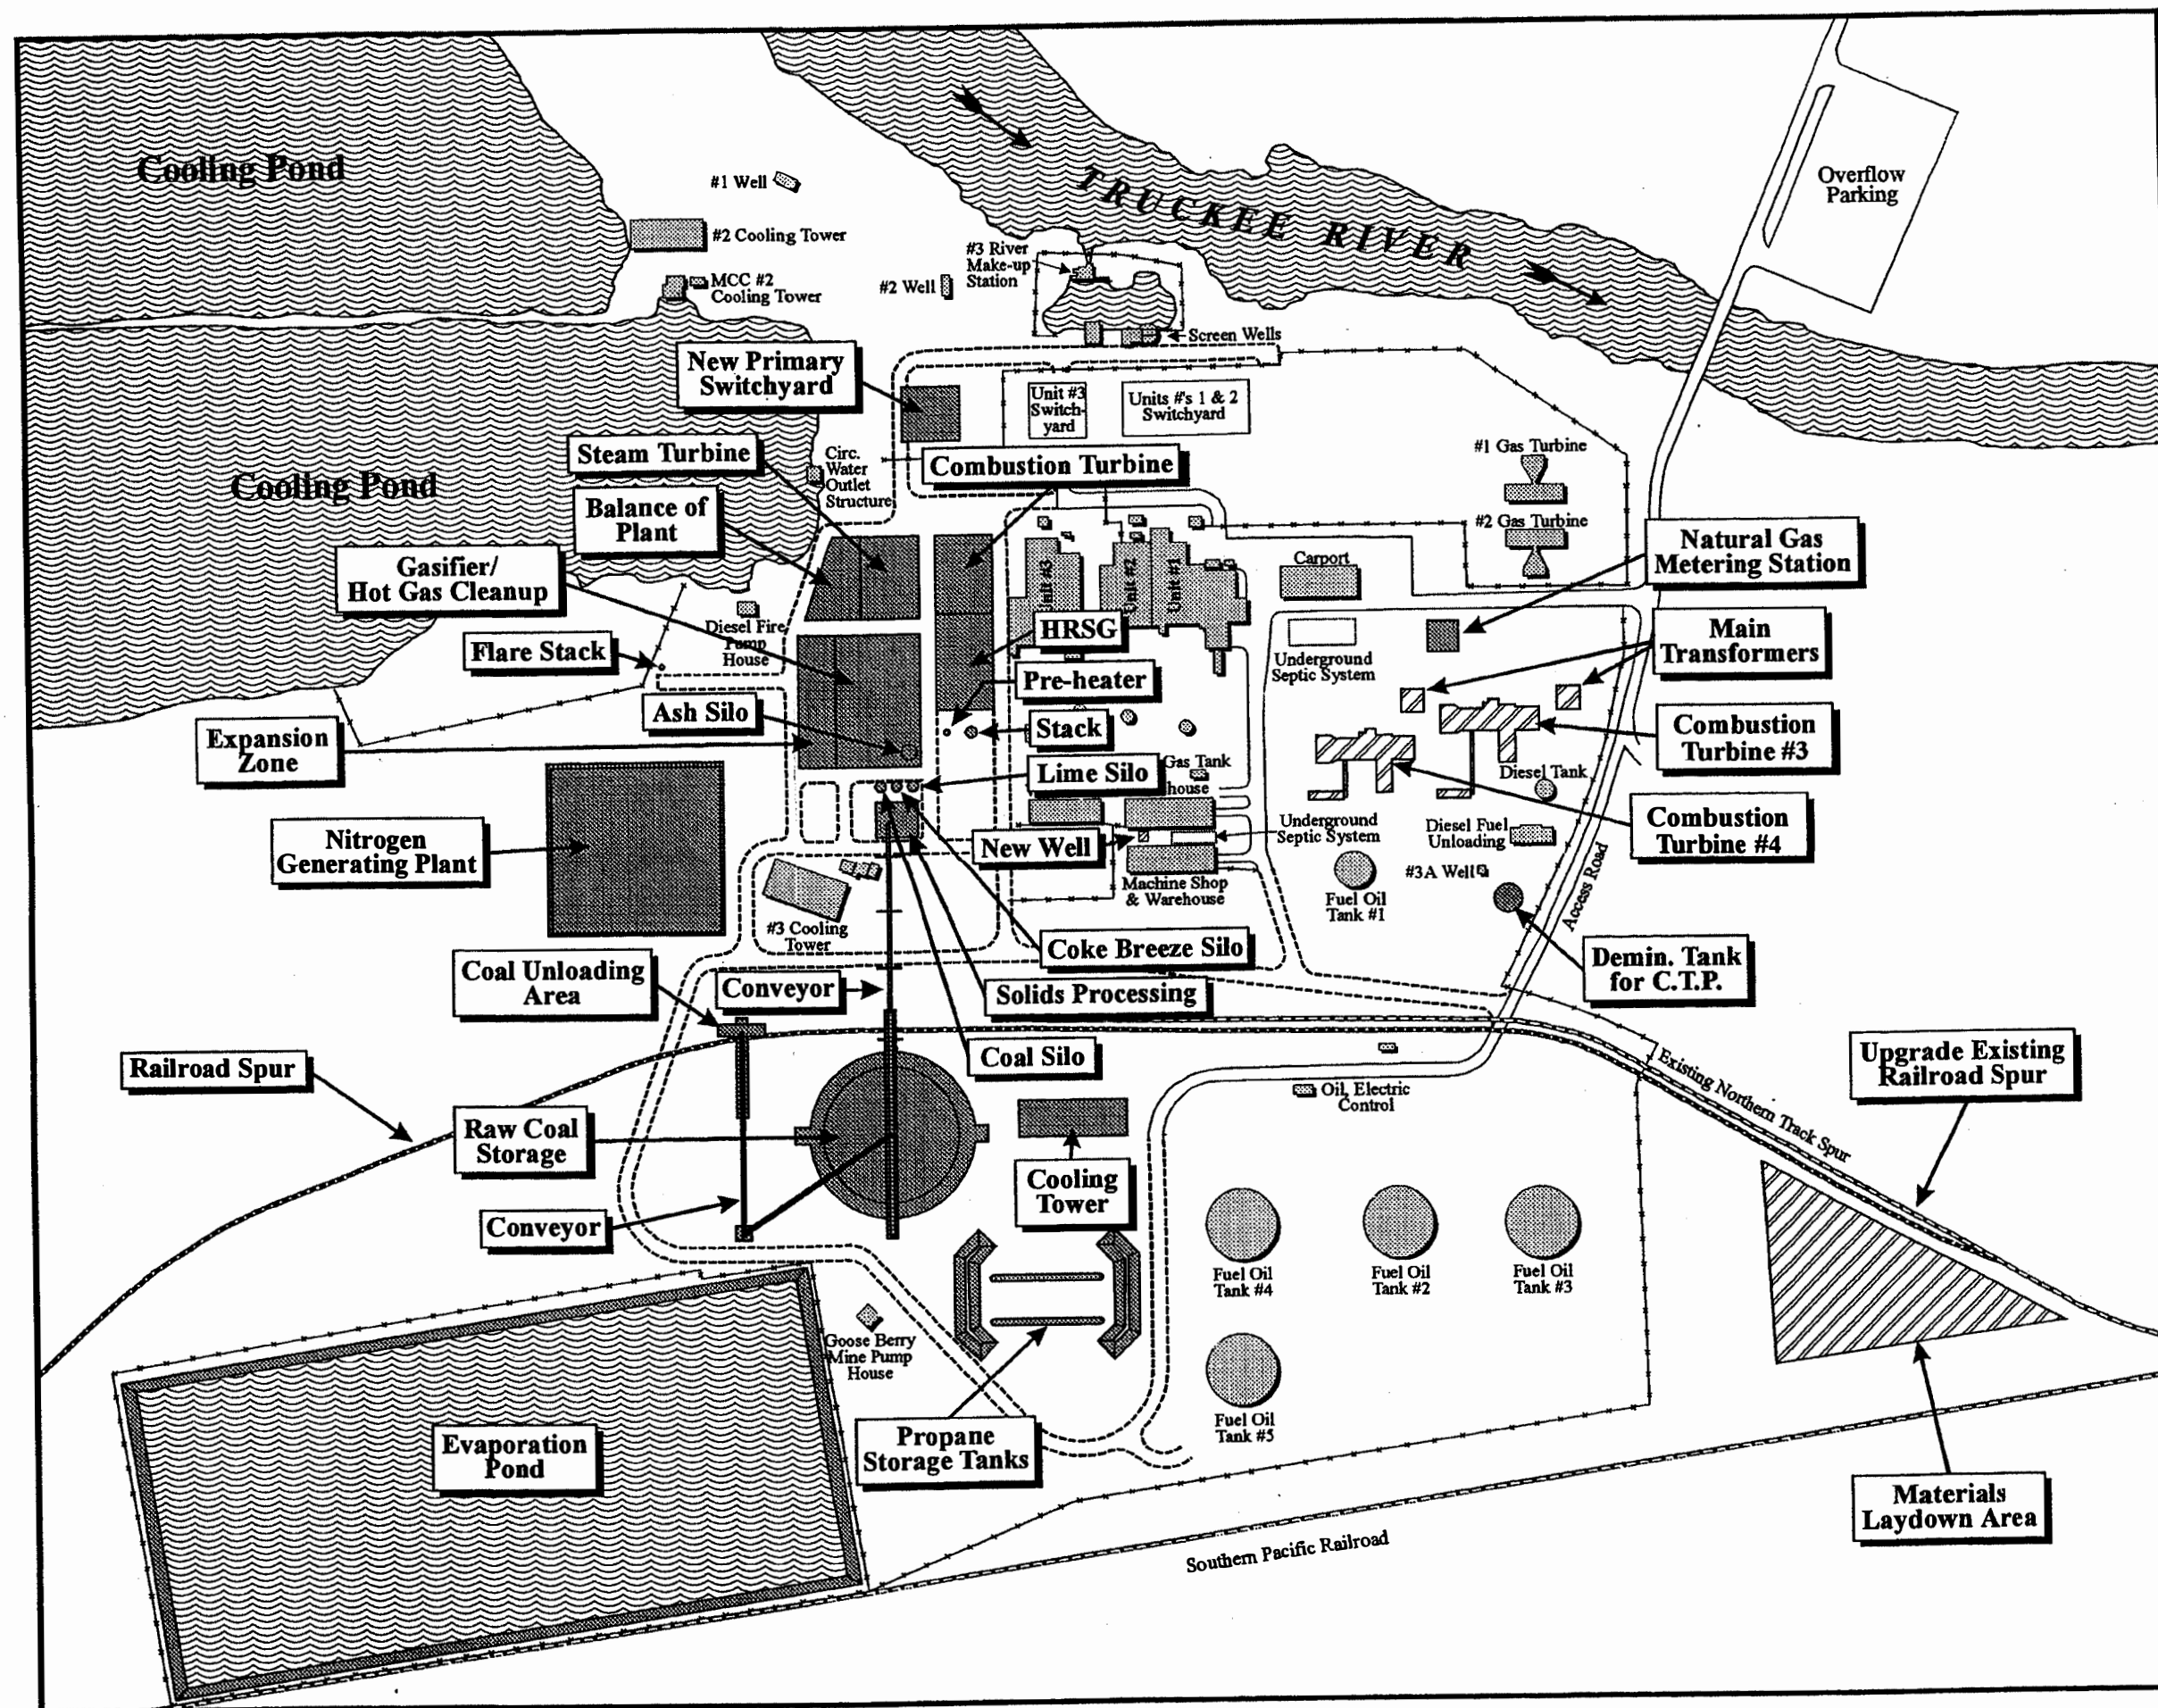 Cooling Pond
#1 Well
#2 Cooling Tower
MCC #2
Cooling Tower
#2 Well
#3 River
Make-up
Station
TRUCKEE RIVER
Overflow
Parking
Screen Wells
New Primary
Switchyard
Unit #3
Switch-
yard
Units #'s 1 & 2
Switchyard
Steam Turbine
Circ.
Water
Outlet
Structure
Combustion Turbine
#1 Gas Turbine
Cooling Pond
Balance of
Plant
#2 Gas Turbine
Gasifier/
Hot Gas Cleanup
Unit #3
Unit #2
Unit #1
Carport
Natural Gas
Metering Station
Diesel Fire
Pump
House
Flare Stack
HRSG
Underground
Septic System
Main
Transformers
Pre-heater
Ash Silo
Stack
Expansion
Zone
Combustion
Turbine #3
Lime Silo
Gas Tank
house
Diesel Tank
Nitrogen
Generating Plant
New Well
Underground
Septic System
Diesel Fuel
Unloading
Combustion
Turbine #4
#3A Well
Access Road
Machine Shop
& Warehouse
Fuel Oil
Tank #1
#3 Cooling
Tower
Coke Breeze Silo
Demin. Tank
for C.T.P.
Coal Unloading
Area
Conveyor
Solids Processing
Coal Silo
Railroad Spur
Existing Northern Track Spur
Upgrade Existing
Railroad Spur
Oil, Electric
Control
Raw Coal
Storage
Cooling
Tower
Conveyor
Fuel Oil
Tank #4
Fuel Oil
Tank #2
Fuel Oil
Tank #3
Goose Berry
Mine Pump
House
Fuel Oil
Tank #5
Evaporation
Pond
Propane
Storage Tanks
Materials
Laydown Area
Southern Pacific Railroad